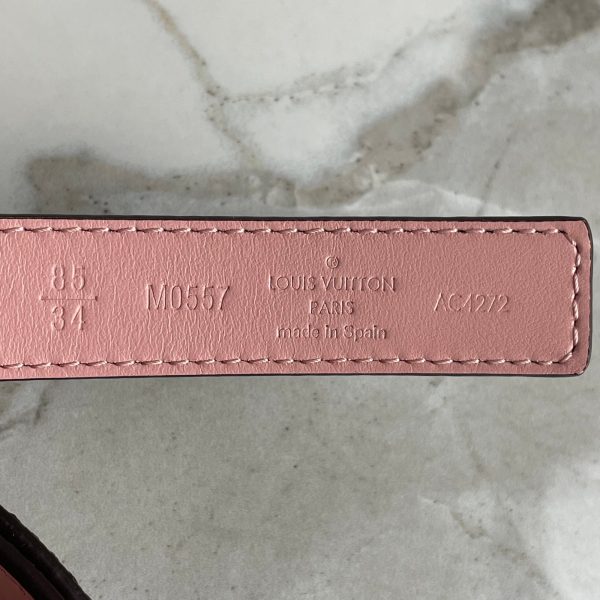 85
34
M0557
®
LOUIS VUITTON
PARIS
made in Spain
AC4272